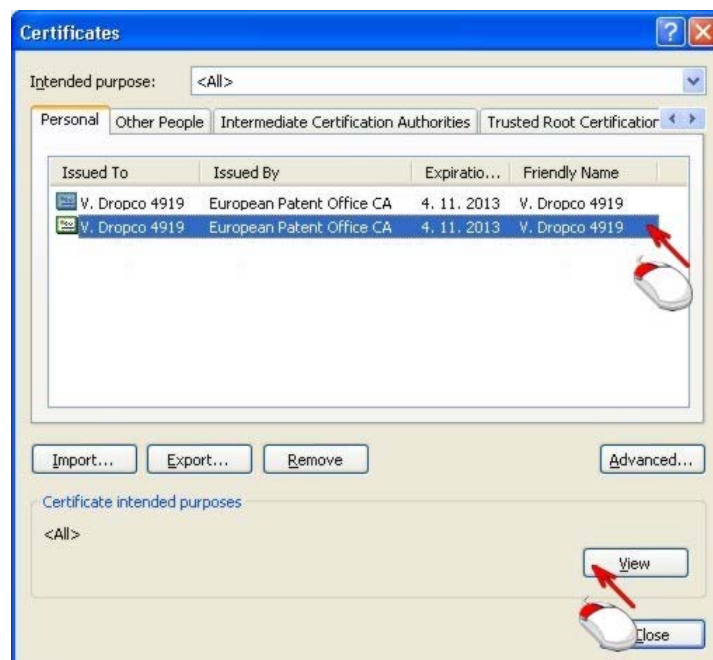 Certificates
Intended purpose: <All>
Personal Other People Intermediate Certification Authorities Trusted Root Certification
Issued To Issued By Expiratio... Friendly Name
V. Dropco 4919 European Patent Office CA 4. 11. 2013 V. Dropco 4919
V. Dropco 4919 European Patent Office CA 4. 11. 2013 V. Dropco 4919
Import... Export... Remove Advanced...
Certificate intended purposes
<All>
View
Close